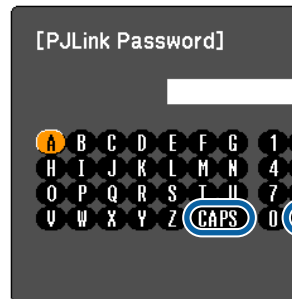 [PJLink Password]
A B C D E F G 1
H I J K L M N 4
O P Q R S T U 7
V W X Y Z CAPS 0